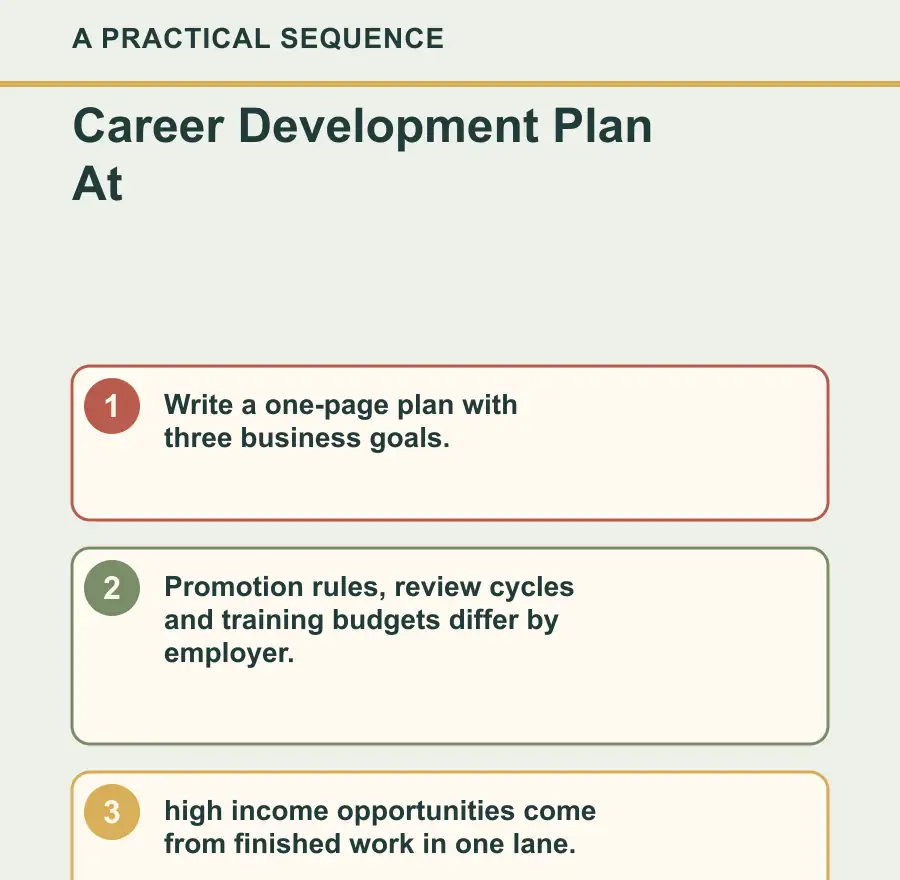 A PRACTICAL SEQUENCE
Career Development Plan
At
1
Write a one-page plan with
three business goals.
2
Promotion rules, review cycles
and training budgets differ by
employer.
3
high income opportunities come
from finished work in one lane.